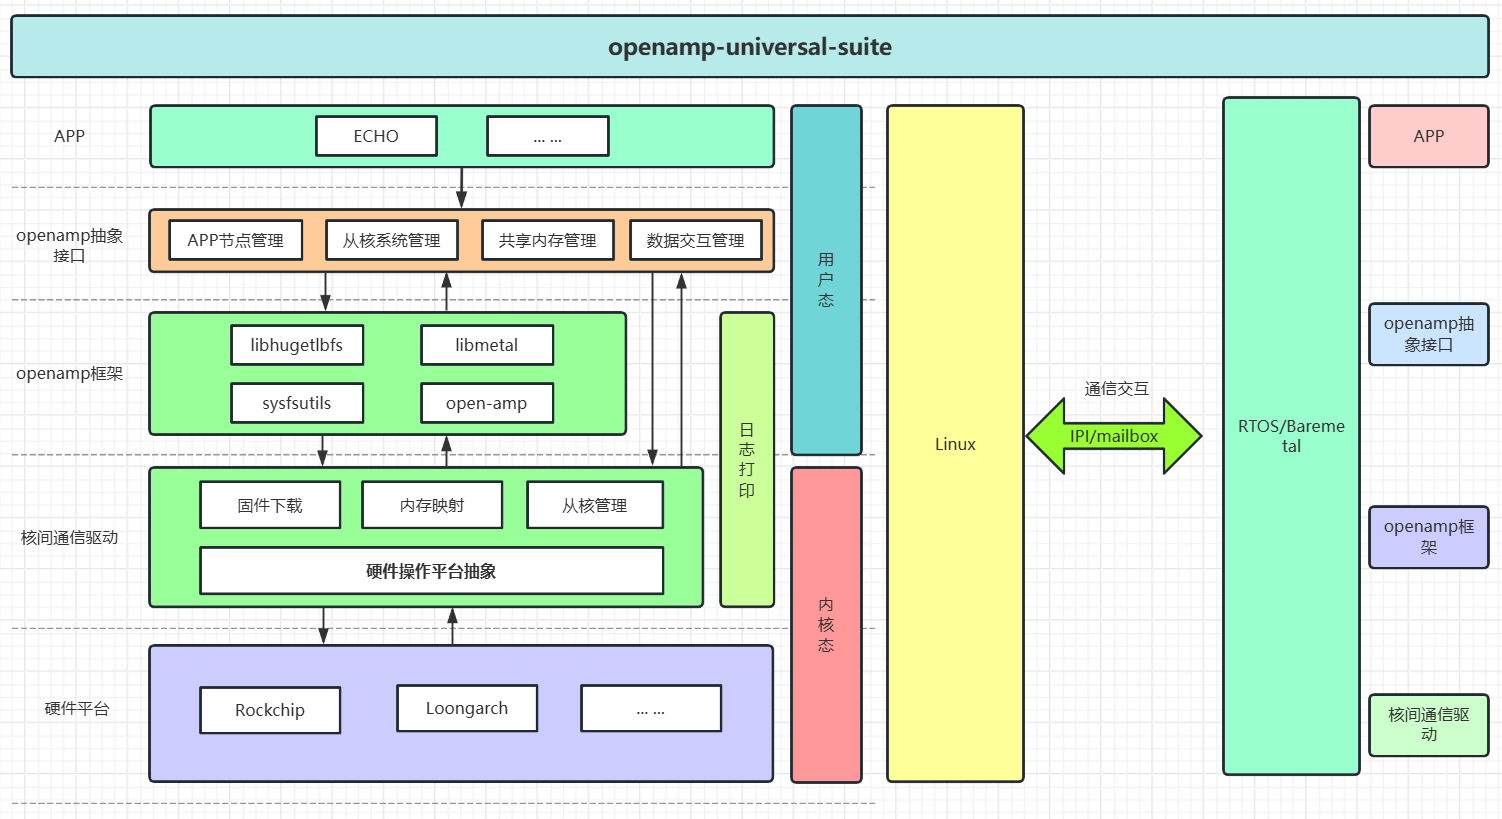 openamp-universal-suite
APP
ECHO
... ...
openamp抽象
接口
APP节点管理
从核系统管理
共享内存管理
数据交互管理
openamp框架
libhugetlbfs
libmetal
sysfsutils
open-amp
日
志
打
印
核间通信驱动
固件下载
内存映射
从核管理
硬件操作平台抽象
硬件平台
Rockchip
Loongarch
... ...
用
户
态
内
核
态
Linux
通信交互
IPI/mailbox
RTOS/Bareme
tal
APP
openamp抽
象接口
openamp框
架
核间通信驱
动